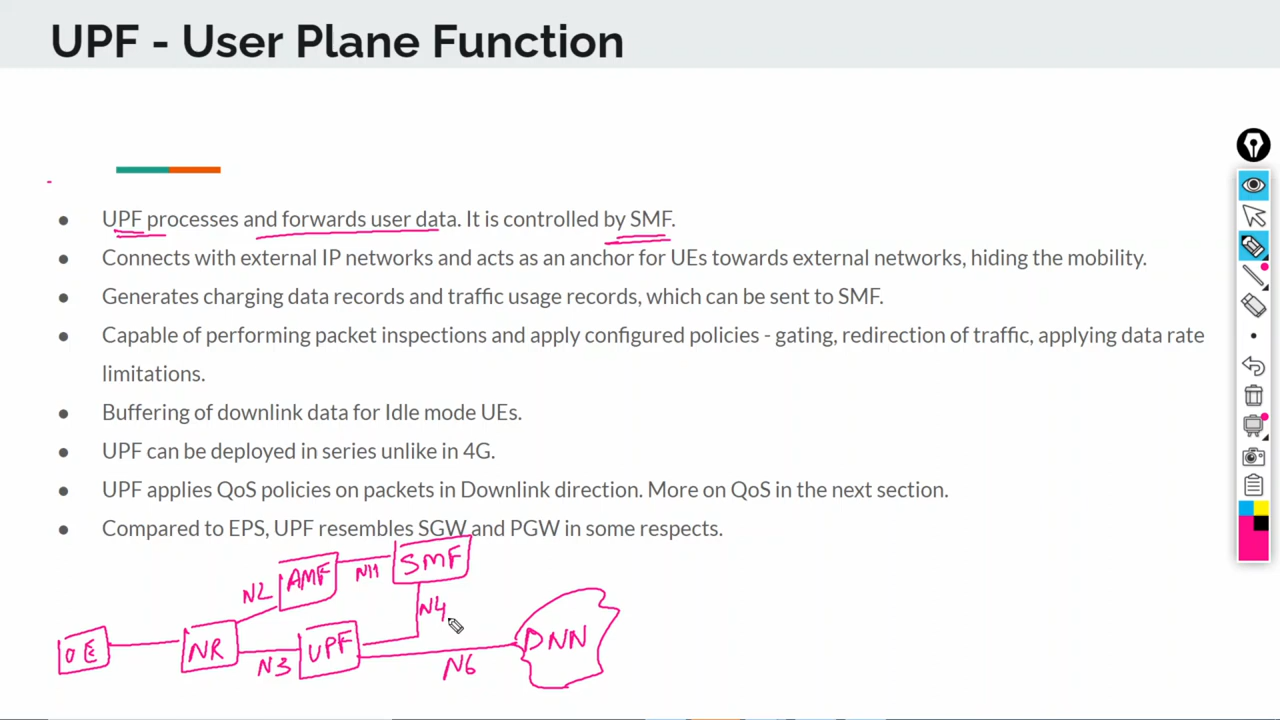 UPF - User Plane Function
● UPF processes and forwards user data. It is controlled by SMF.
● Connects with external IP networks and acts as an anchor for UEs towards external networks, hiding the mobility.
● Generates charging data records and traffic usage records, which can be sent to SMF.
● Capable of performing packet inspections and apply configured policies - gating, redirection of traffic, applying data rate
limitations.
● Buffering of downlink data for Idle mode UEs.
● UPF can be deployed in series unlike in 4G.
● UPF applies QoS policies on packets in Downlink direction. More on QoS in the next section.
● Compared to EPS, UPF resembles SGW and PGW in some respects.
N2 AMF N11 SMF
N4
UE NR N3 UPF N6 DNN